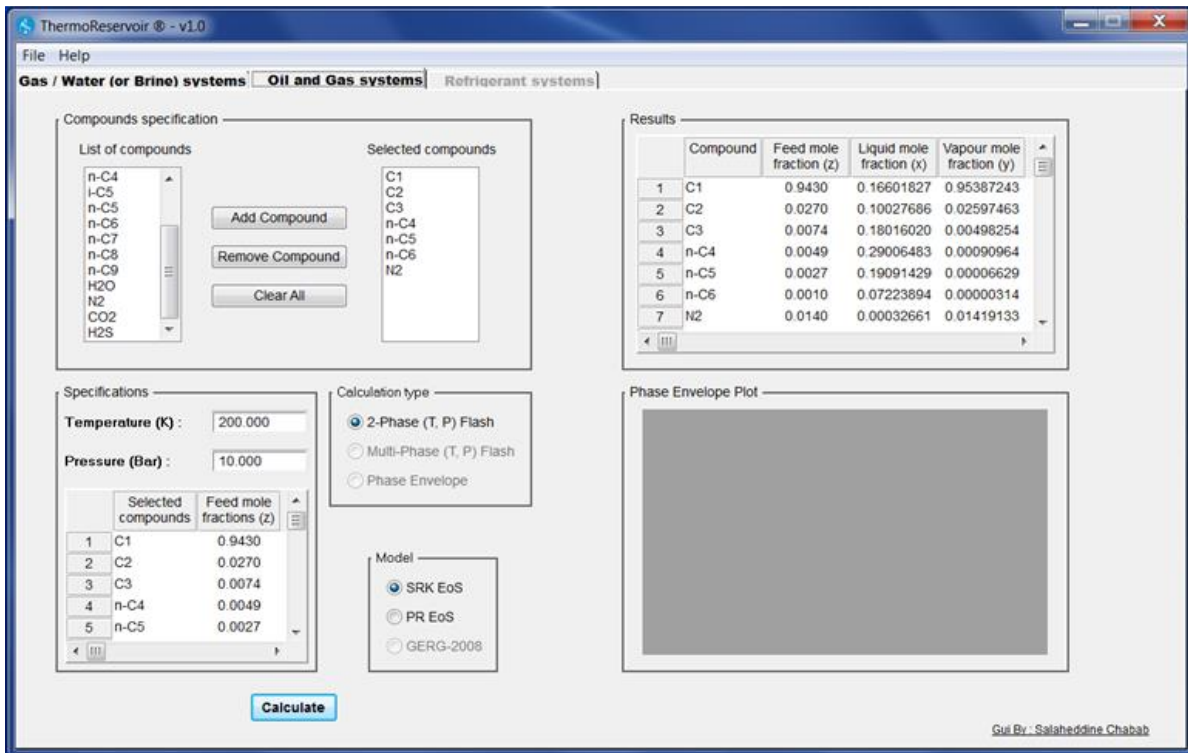 ThermoReservoir ® - v1.0
File Help
Gas / Water (or Brine) systems Oil and Gas systems Refrigerant systems
Compounds specification
List of compounds
n-C4
i-C5
n-C5
n-C6
n-C7
n-C8
n-C9
H2O
N2
CO2
H2S
Add Compound
Remove Compound
Clear All
Selected compounds
C1
C2
C3
n-C4
n-C5
n-C6
N2
Results
Compound Feed mole fraction (z) Liquid mole fraction (x) Vapour mole fraction (y)
1 C1 0.9430 0.16601827 0.95387243
2 C2 0.0270 0.10027686 0.02597463
3 C3 0.0074 0.18016020 0.00498254
4 n-C4 0.0049 0.29006483 0.00090964
5 n-C5 0.0027 0.19091429 0.00006629
6 n-C6 0.0010 0.07223894 0.00000314
7 N2 0.0140 0.00032661 0.01419133
Specifications
Temperature (K) : 200.000
Pressure (Bar) : 10.000
Selected compounds Feed mole fractions (z)
1 C1 0.9430
2 C2 0.0270
3 C3 0.0074
4 n-C4 0.0049
5 n-C5 0.0027
Calculation type
2-Phase (T, P) Flash
Multi-Phase (T, P) Flash
Phase Envelope
Model
SRK EoS
PR EoS
GERG-2008
Phase Envelope Plot
Calculate
Gui By : Salaheddine Chabab